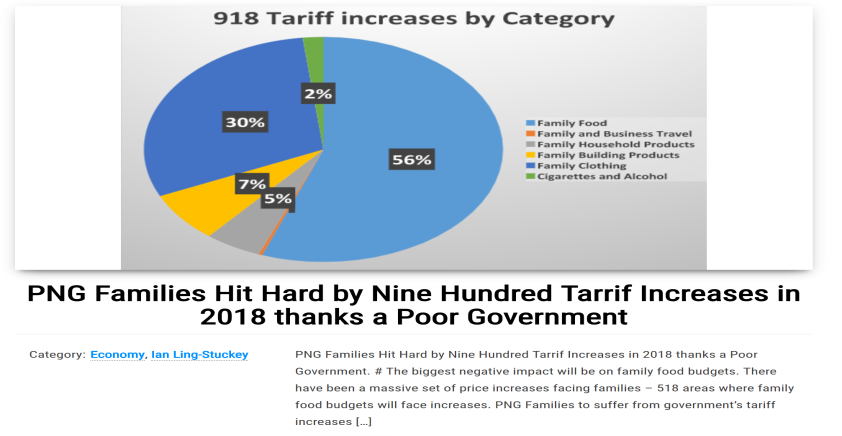 918 Tariff increases by Category
2%
30%
56%
7%
5%
Family Food
Family and Business Travel
Family Household Products
Family Building Products
Family Clothing
Cigarettes and Alcohol
PNG Families Hit Hard by Nine Hundred Tarrif Increases in
2018 thanks a Poor Government
Category: Economy, Ian Ling-Stuckey
PNG Families Hit Hard by Nine Hundred Tarrif Increases in 2018 thanks a Poor
Government. # The biggest negative impact will be on family food budgets. There
have been a massive set of price increases facing families – 518 areas where family
food budgets will face increases. PNG Families to suffer from government's tariff
increases [...]